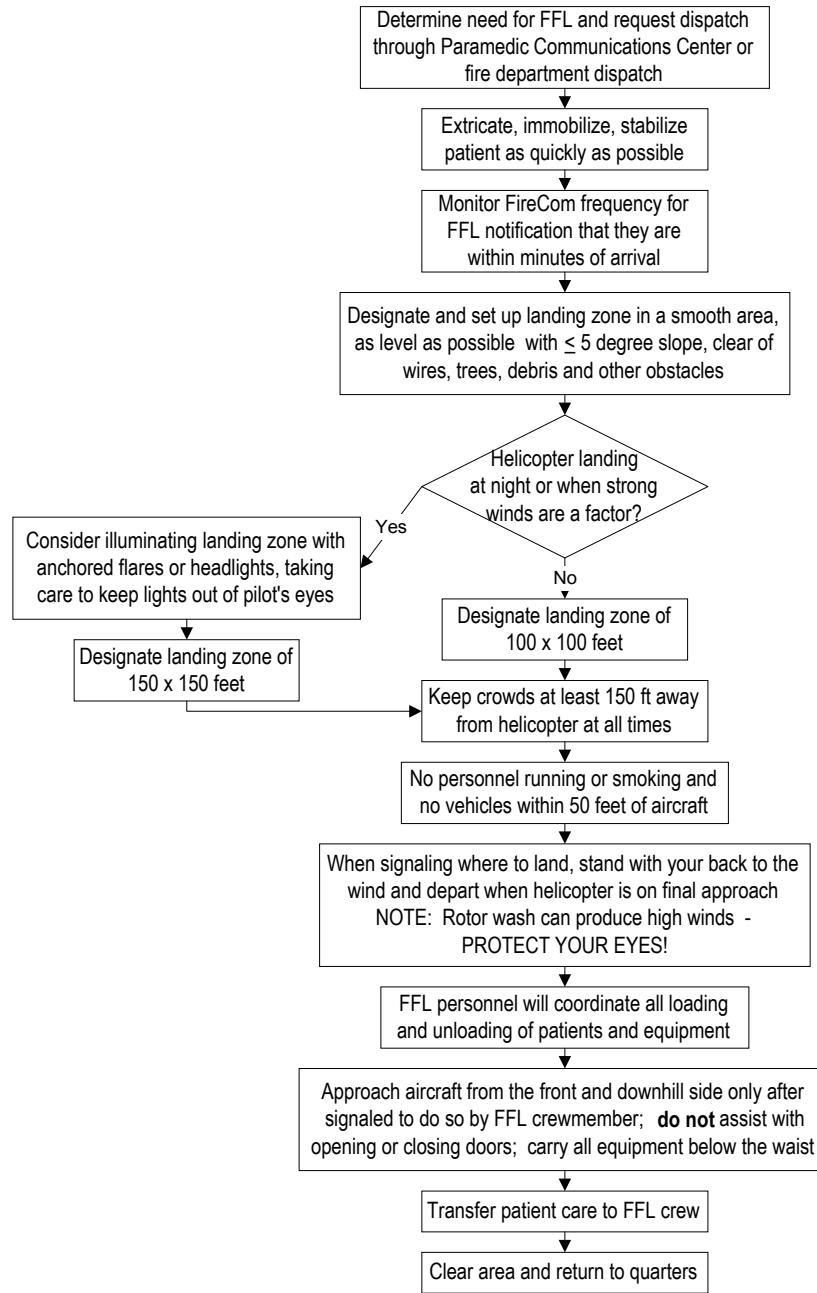 Determine need for FFL and request dispatch
through Paramedic Communications Center or
fire department dispatch
Extricate, immobilize, stabilize
patient as quickly as possible
Monitor FireCom frequency for
FFL notification that they are
within minutes of arrival
Designate and set up landing zone in a smooth area,
as level as possible with ≤ 5 degree slope, clear of
wires, trees, debris and other obstacles
Helicopter landing
at night or when strong
winds are a factor?
Yes
Consider illuminating landing zone with
anchored flares or headlights, taking
care to keep lights out of pilot's eyes
Designate landing zone of
150 x 150 feet
No
Designate landing zone of
100 x 100 feet
Keep crowds at least 150 ft away
from helicopter at all times
No personnel running or smoking and
no vehicles within 50 feet of aircraft
When signaling where to land, stand with your back to the
wind and depart when helicopter is on final approach
NOTE: Rotor wash can produce high winds -
PROTECT YOUR EYES!
FFL personnel will coordinate all loading
and unloading of patients and equipment
Approach aircraft from the front and downhill side only after
signaled to do so by FFL crewmember; do not assist with
opening or closing doors; carry all equipment below the waist
Transfer patient care to FFL crew
Clear area and return to quarters